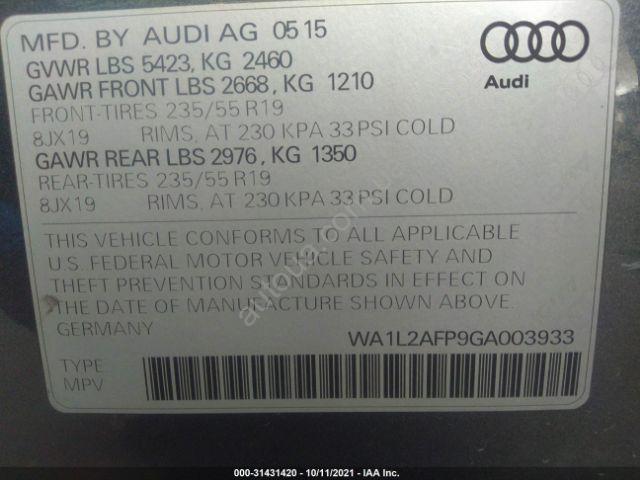 MFD. BY AUDI AG 05 15
GVWR LBS 5423, KG 2460
GAWR FRONT LBS 2668, KG 1210
FRONT-TIRES 235/55 R19
8JX19 RIMS, AT 230 KPA 33 PSI COLD
GAWR REAR LBS 2976, KG 1350
REAR-TIRES 235/55 R19
8JX19 RIMS, AT 230 KPA 33 PSI COLD
Audi
THIS VEHICLE CONFORMS TO ALL APPLICABLE
U.S. FEDERAL MOTOR VEHICLE SAFETY AND
THEFT PREVENTION STANDARDS IN EFFECT ON
THE DATE OF MANUFACTURE SHOWN ABOVE.
GERMANY
WA1L2AFP9GA003933
TYPE
MPV
000-31431420 - 10/11/2021 - IAA Inc.